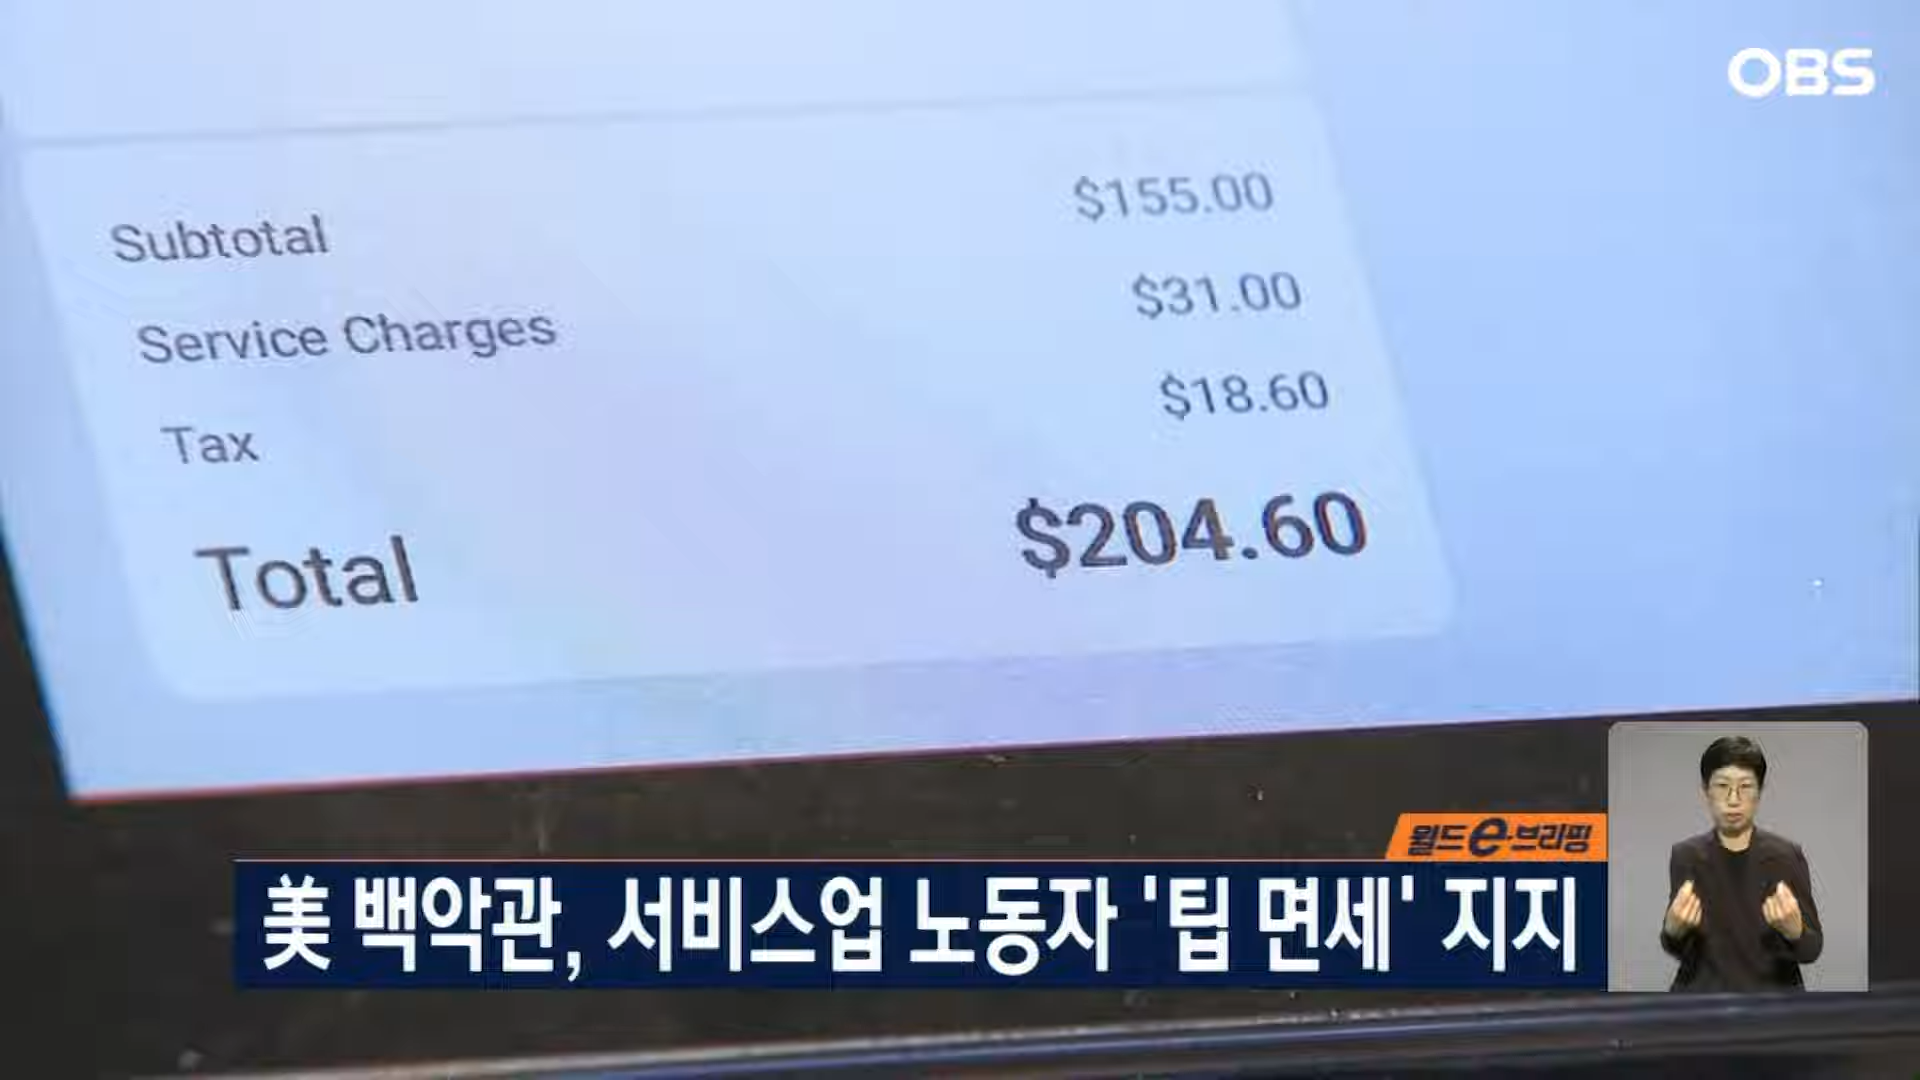 OBS
Subtotal $155.00
Service Charges $31.00
Tax $18.60
Total $204.60
월드e·브리핑
美 백악관, 서비스업 노동자 '팁 면세' 지지